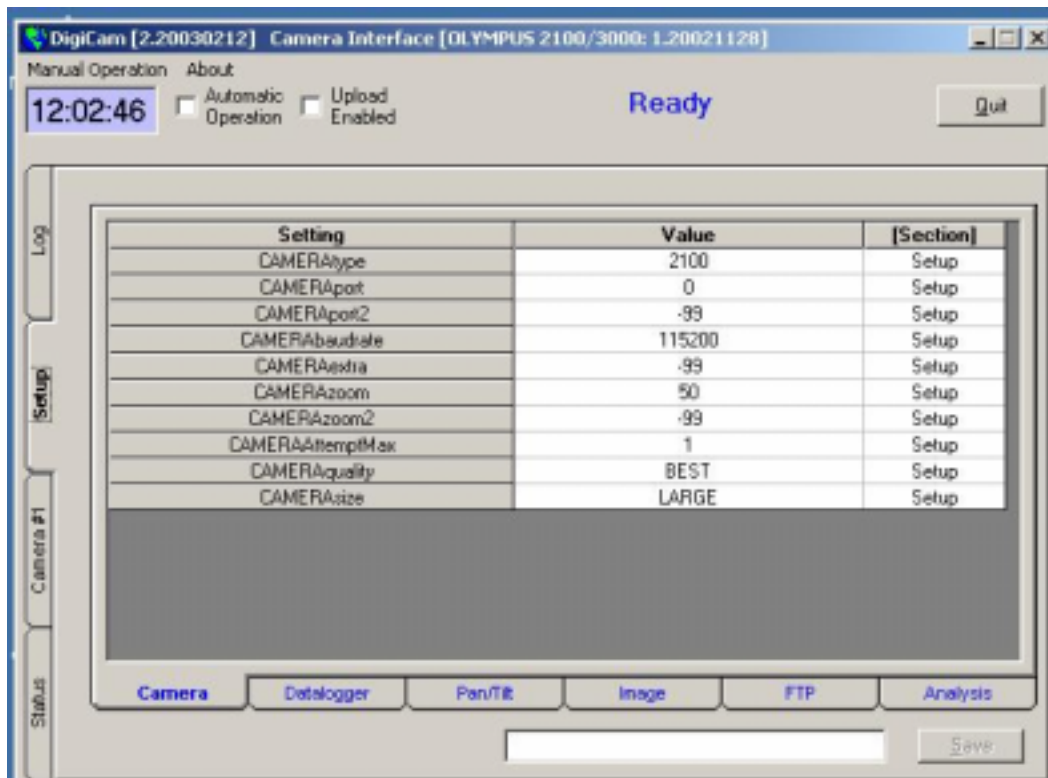 DigiCam [2.20030212] Camera Interface [OLYMPUS 2100/3000: 1.20021128]
Manual Operation About
12:02:46 Automatic Operation Upload Enabled Ready Quit
Log
Setup
Camera #1
Status
Setting Value [Section]
CAMERAtype 2100 Setup
CAMERAport 0 Setup
CAMERAport2 -99 Setup
CAMERAbaudrate 115200 Setup
CAMERAextra -99 Setup
CAMERAzoom 50 Setup
CAMERAzoom2 -99 Setup
CAMERAAttemptMax 1 Setup
CAMERAquality BEST Setup
CAMERAsize LARGE Setup
Camera Datalogger Pan/Tilt Image FTP Analysis
Save